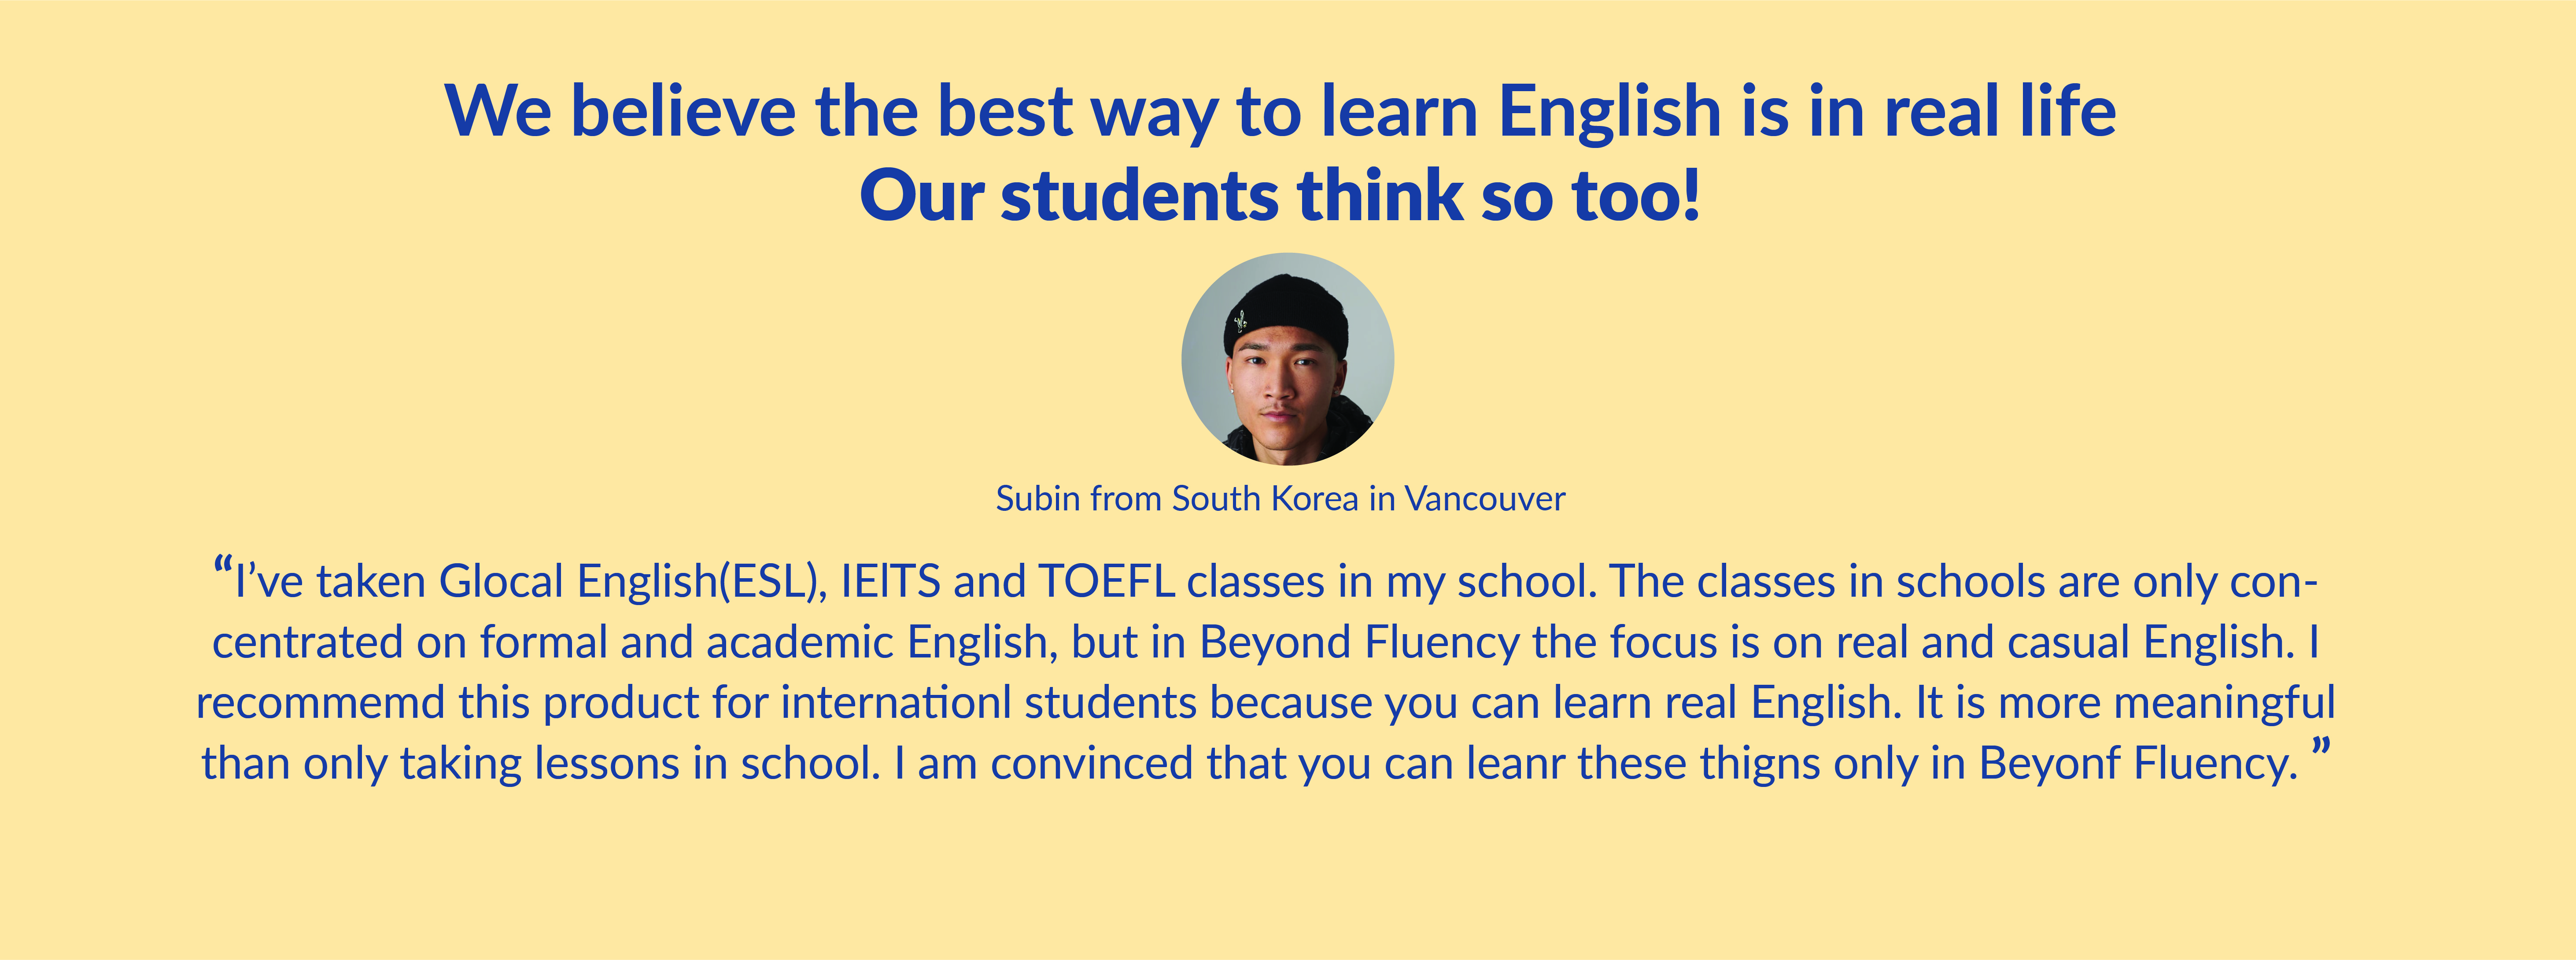 We believe the best way to learn English is in real life
Our students think so too!
Subin from South Korea in Vancouver
“I’ve taken Glocal English(ESL), IElTS and TOEFL classes in my school. The classes in schools are only con-
centrated on formal and academic English, but in Beyond Fluency the focus is on real and casual English. I
recommemd this product for internationl students because you can learn real English. It is more meaningful
than only taking lessons in school. I am convinced that you can leanr these thigns only in Beyonf Fluency. ”